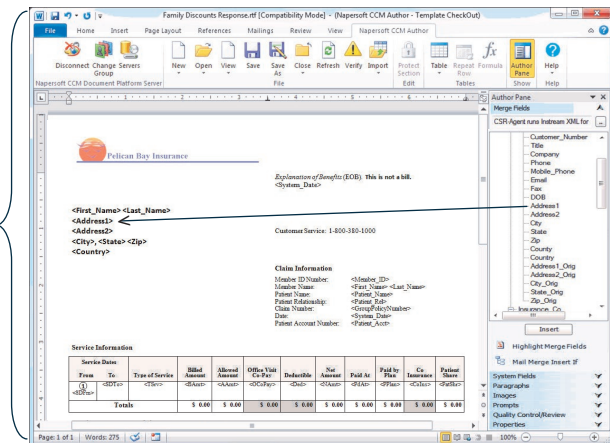 Family Discounts Response.rtf [Compatibility Mode] - (Napersoft CCM Author - Template CheckOut)
File Home Insert Page Layout References Mailings Review View Napersoft CCM Author
Disconnect Change Group Servers New Open View Save Save As Close Refresh Verify Import Protect Section Table Repeat Row Formula Author Pane Help
Napersoft CCM Document Platform Server File Edit Tables Show Help
Author Pane
Merge Fields
CSR-Agent runs Instream XML for ...
Customer_Number
Title
Company
Phone
Mobile_Phone
Email
Fax
DOB
Address1
Address2
City
State
Zip
County
Country
Address1_Orig
Address2_Orig
City_Orig
State_Orig
Zip_Orig
Insurance_Co
Insert
Highlight Merge Fields
Mail Merge Insert If
System Fields
Paragraphs
Images
Prompts
Quality Control/Review
Properties
Pelican Bay Insurance
Explanation of Benefits (EOB). This is not a bill.
<System_Date>
<First_Name> <Last_Name>
<Address1>
<Address2>
<City>, <State> <Zip>
<Country>
Customer Service: 1-800-380-1000
Claim Information
Member ID Number: <Member_ID>
Member Name: <First_Name> <Last_Name>
Patient Name: <Patient_Name>
Patient Relationship: <Patient_Rel>
Claim Number: <GroupPolicyNumber>
Date: <System_Date>
Patient Account Number: <Patient_Acct>
Service Information
Service Dates
From To Type of Service Billed Amount Allowed Amount Office Visit Co-Pay Deductible Net Amount Paid At Paid by Plan Co Insurance Patient Share
1 <SDFrm> <SDTo> <TSrv> <BAmt> <AAmt> <OCoPay> <Ded> <NAmt> <PdAt> <PPlan> <CoIns> <PatShr>
Totals $ 0.00 $ 0.00 $ 0.00 $ 0.00 $ 0.00 $ 0.00 $ 0.00 $ 0.00
Page: 1 of 1 Words: 275 100%